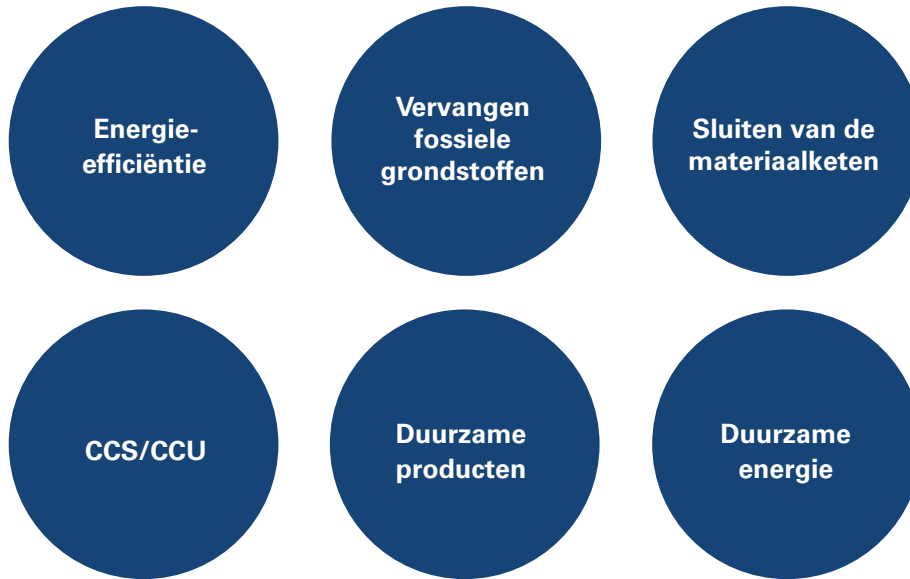 Energie-
efficiëntie
Vervangen
fossiele
grondstoffen
Sluiten van de
materiaalketen
CCS/CCU
Duurzame
producten
Duurzame
energie